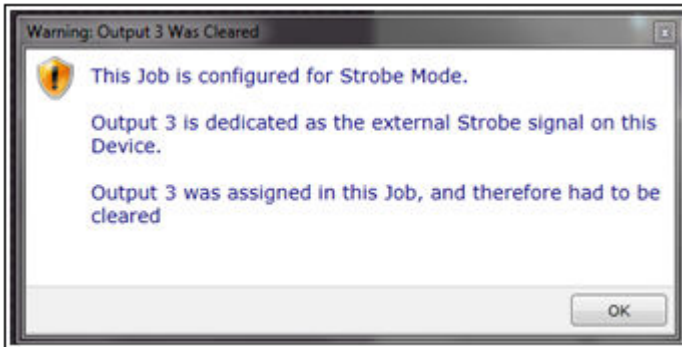 Warning: Output 3 Was Cleared
This Job is configured for Strobe Mode.
Output 3 is dedicated as the external Strobe signal on this
Device.
Output 3 was assigned in this Job, and therefore had to be
cleared
OK